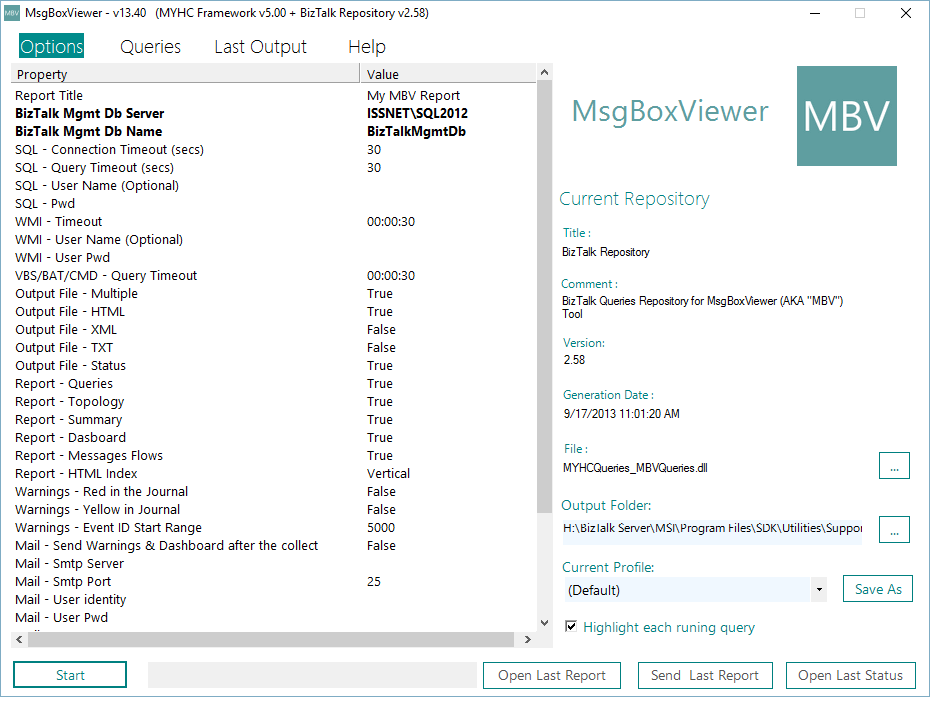 MBV MsgBoxViewer - v13.40 (MYHC Framework v5.00 + BizTalk Repository v2.58)
Options Queries Last Output Help
Property Value
Report Title My MBV Report
BizTalk Mgmt Db Server ISSNET\SQL2012
BizTalk Mgmt Db Name BizTalkMgmtDb
SQL - Connection Timeout (secs) 30
SQL - Query Timeout (secs) 30
SQL - User Name (Optional)
SQL - Pwd
WMI - Timeout 00:00:30
WMI - User Name (Optional)
WMI - User Pwd
VBS/BAT/CMD - Query Timeout 00:00:30
Output File - Multiple True
Output File - HTML True
Output File - XML False
Output File - TXT False
Output File - Status True
Report - Queries True
Report - Topology True
Report - Summary True
Report - Dasboard True
Report - Messages Flows True
Report - HTML Index Vertical
Warnings - Red in the Journal False
Warnings - Yellow in Journal False
Warnings - Event ID Start Range 5000
Mail - Send Warnings & Dashboard after the collect False
Mail - Smtp Server
Mail - Smtp Port 25
Mail - User identity
Mail - User Pwd
MsgBoxViewer
MBV
Current Repository
Title :
BizTalk Repository
Comment :
BizTalk Queries Repository for MsgBoxViewer (AKA "MBV")
Tool
Version:
2.58
Generation Date :
9/17/2013 11:01:20 AM
File :
MYHCQueries_MBVQueries.dll
...
Output Folder:
H:\BizTalk Server\MSI\Program Files\SDK\Utilities\Suppor
...
Current Profile:
(Default)
Save As
Highlight each runing query
Start
Open Last Report
Send Last Report
Open Last Status